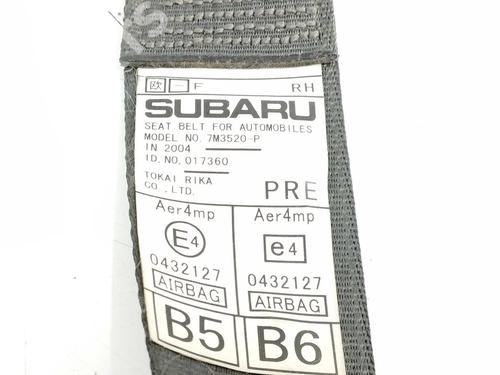 欧 一 F RH
SUBARU
SEAT BELT FOR AUTOMOBILES
MODEL NO. 7M3520-P
IN 2004
ID. NO. 017360
TOKAI RIKA
CO., LTD.
PRE
Aer4mp Aer4mp
E4 e4
0432127 0432127
AIRBAG AIRBAG
B5 B6